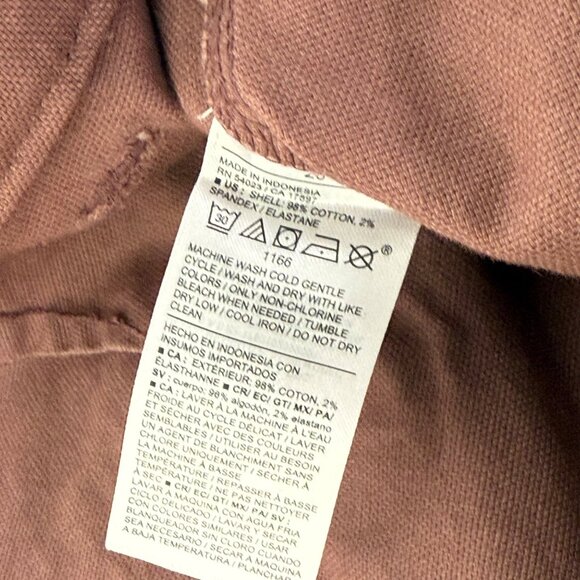 MADE IN INDONESIA
RN 54023 / CA 17897
■ US : SHELL: 98% COTTON, 2%
SPANDEX / ELASTANE
30
®
1166
MACHINE WASH COLD GENTLE
CYCLE / WASH AND DRY WITH LIKE
COLORS / ONLY NON-CHLORINE
BLEACH WHEN NEEDED / TUMBLE
DRY LOW / COOL IRON / DO NOT DRY
CLEAN
HECHO EN INDONESIA CON
INSUMOS IMPORTADOS
■ CA : EXTÉRIEUR: 98% COTON, 2%
ÉLASTHANNE ■ CR/ EC/ GT/ MX/ PA/
SV : cuerpo: 98% algodón, 2% elastano
■ CA : LAVER À LA MACHINE À L'EAU
FROIDE AU CYCLE DÉLICAT / LAVER
ET SÉCHER AVEC DES COULEURS
SEMBLABLES / UTILISER AU BESOIN
UN AGENT DE BLANCHIMENT SANS
CHLORE UNIQUEMENT / SÉCHER À
LA MACHINE À BASSE
TEMPÉRATURE / REPASSER À BASSE
TEMPÉRATURE / NE PAS NETTOYER
À SEC ■ CR/ EC/ GT/ MX/ PA/ SV :
LAVAR A MAQUINA CON AGUA FRIA
CICLO DELICADO / LAVAR Y SECAR
CON COLORES SIMILARES / USAR
BLANQUEADOR SIN CLORO CUANDO
SEA NECESARIO / SECAR A MAQUINA
A BAJA TEMPERATURA / PLANCHAR